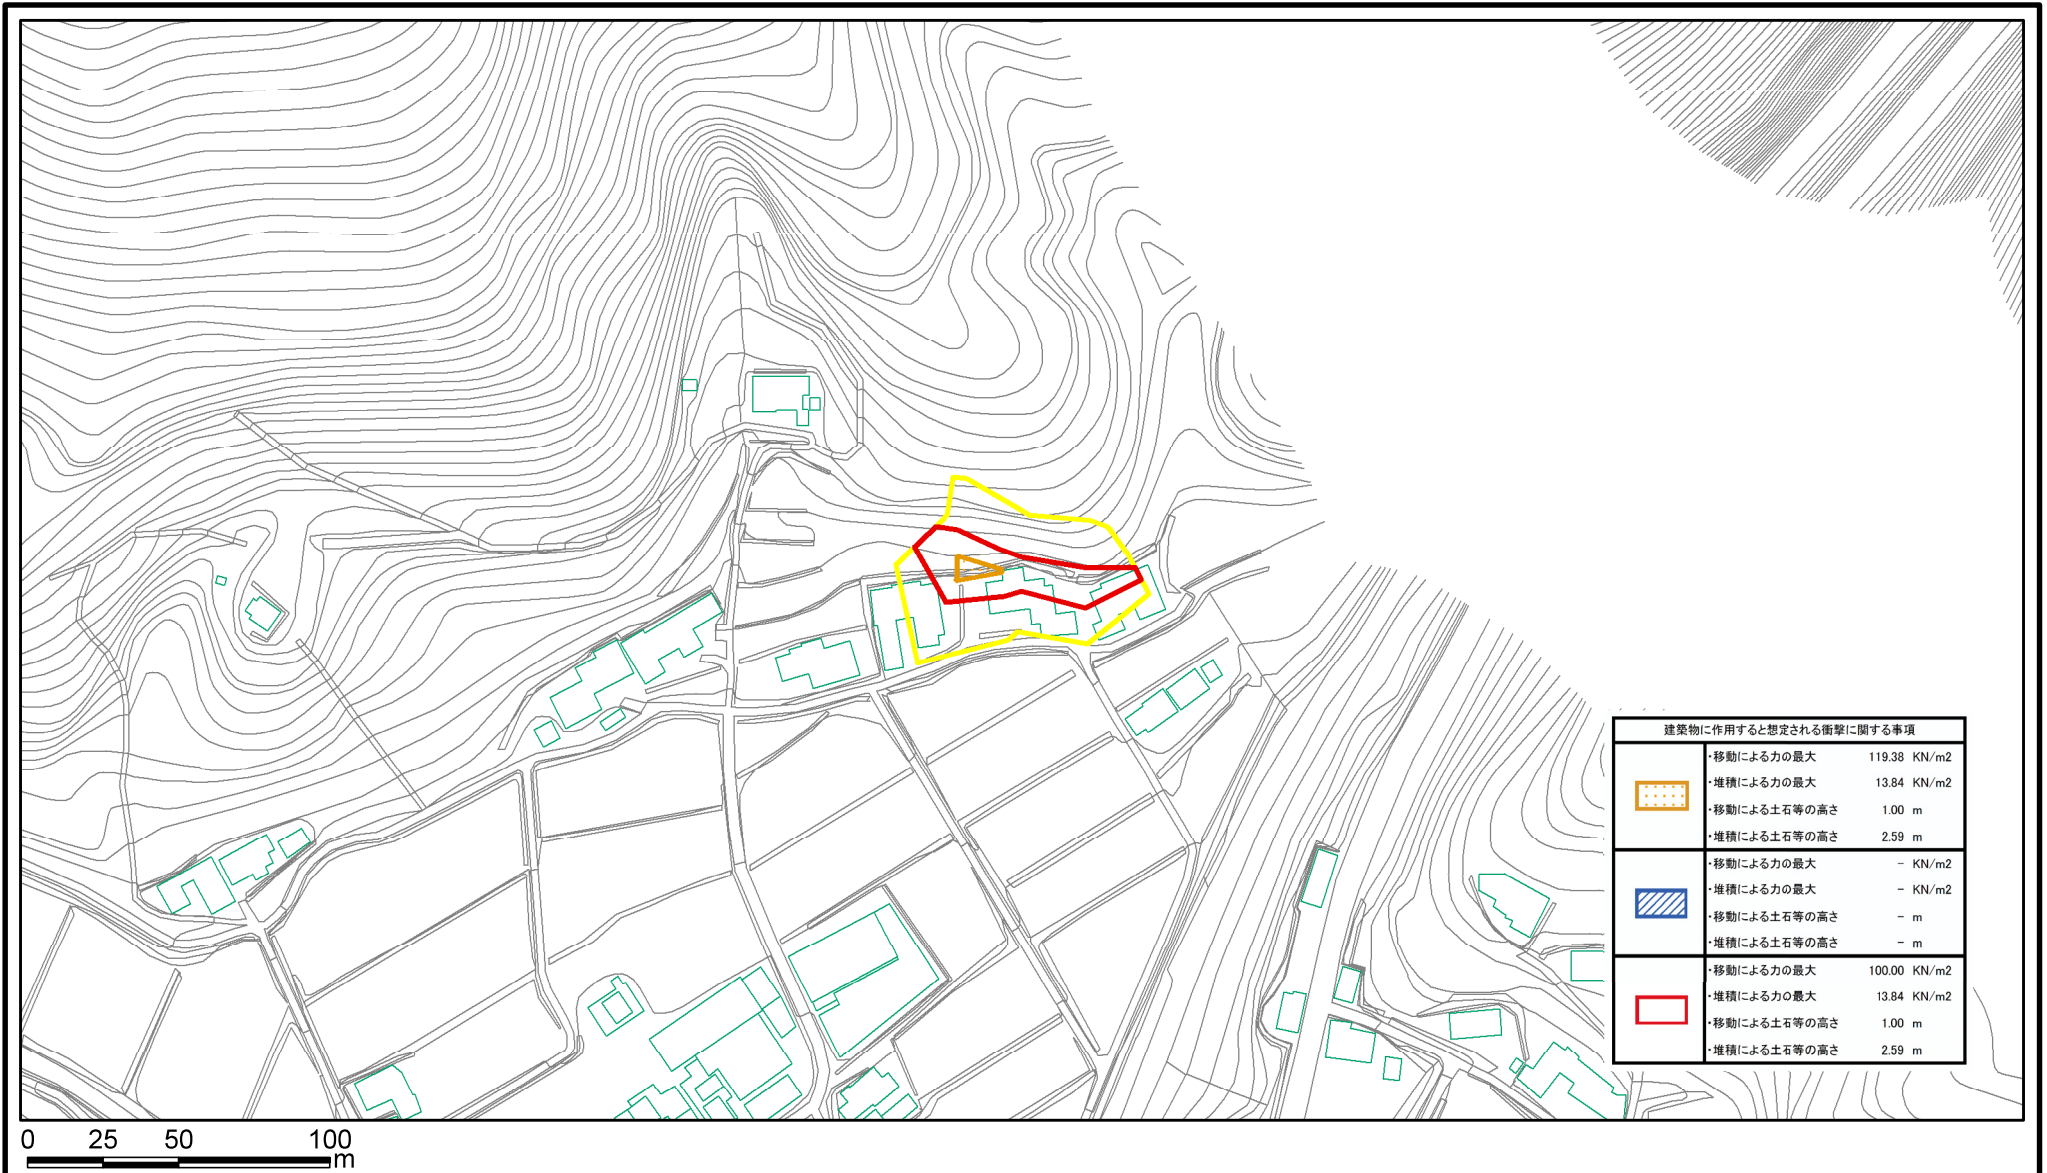 建築物に作用すると想定される衝撃に関する事項
・移動による力の最大 119.38 KN/m2
・堆積による力の最大 13.84 KN/m2
・移動による土石等の高さ 1.00 m
・堆積による土石等の高さ 2.59 m
・移動による力の最大 - KN/m2
・堆積による力の最大 - KN/m2
・移動による土石等の高さ - m
・堆積による土石等の高さ - m
・移動による力の最大 100.00 KN/m2
・堆積による力の最大 13.84 KN/m2
・移動による土石等の高さ 1.00 m
・堆積による土石等の高さ 2.59 m
0 25 50 100
m